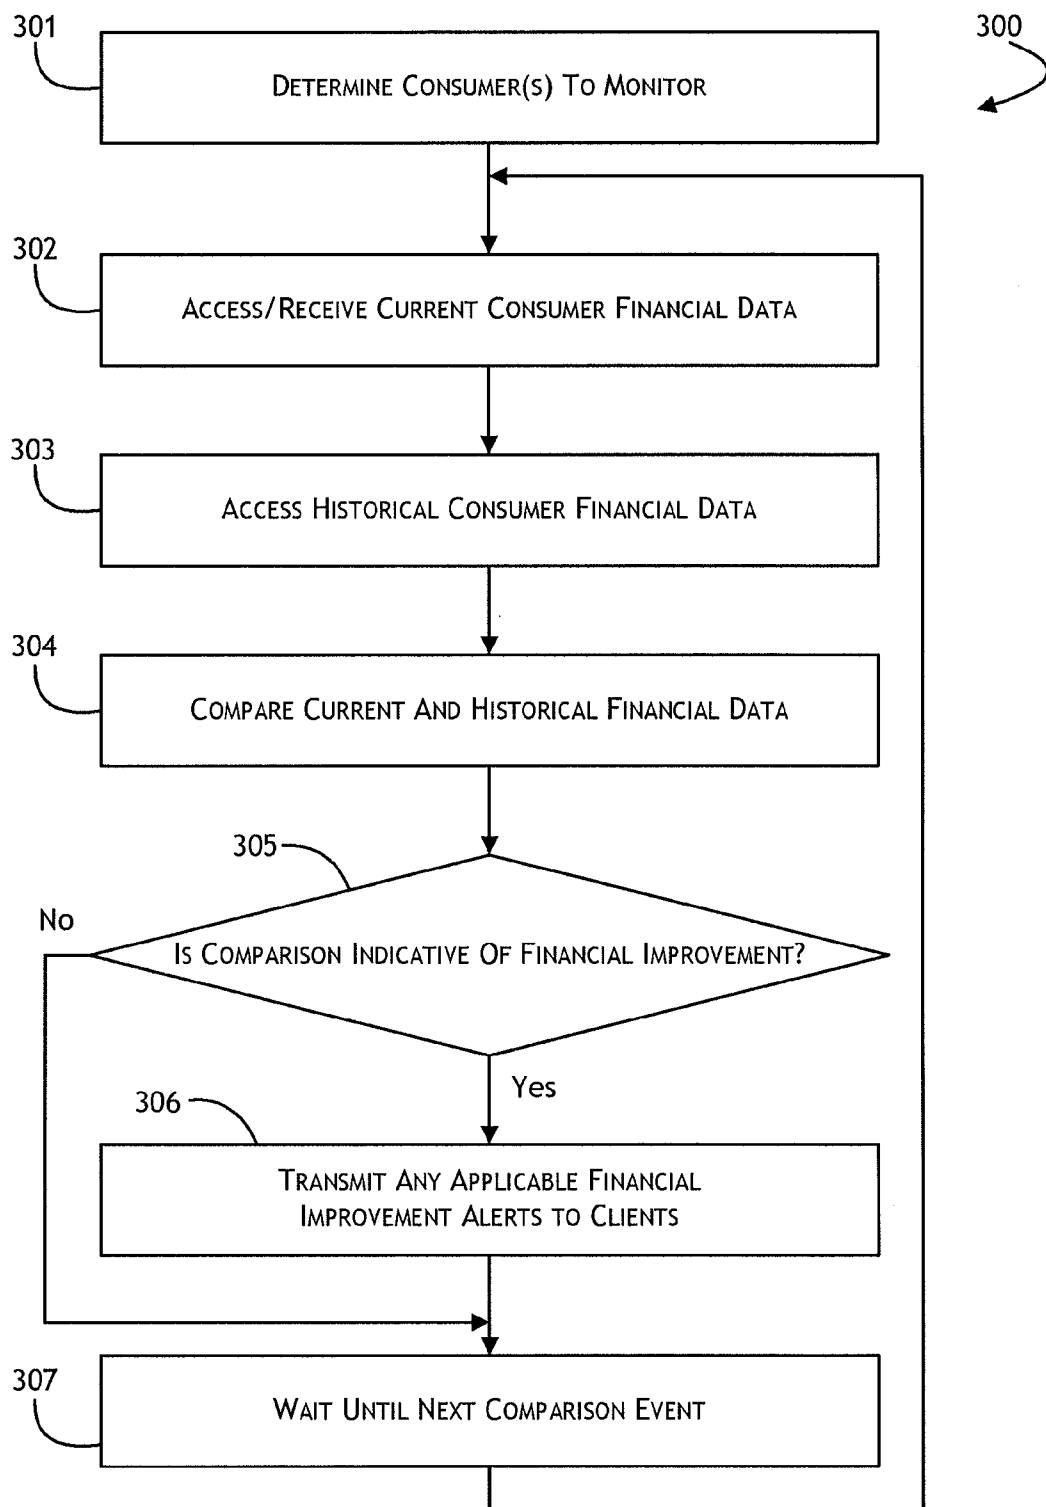 301
300
DETERMINE CONSUMER(S) TO MONITOR
302
ACCESS/RECEIVE CURRENT CONSUMER FINANCIAL DATA
303
ACCESS HISTORICAL CONSUMER FINANCIAL DATA
304
COMPARE CURRENT AND HISTORICAL FINANCIAL DATA
305
No
IS COMPARISON INDICATIVE OF FINANCIAL IMPROVEMENT?
Yes
306
TRANSMIT ANY APPLICABLE FINANCIAL
IMPROVEMENT ALERTS TO CLIENTS
307
WAIT UNTIL NEXT COMPARISON EVENT